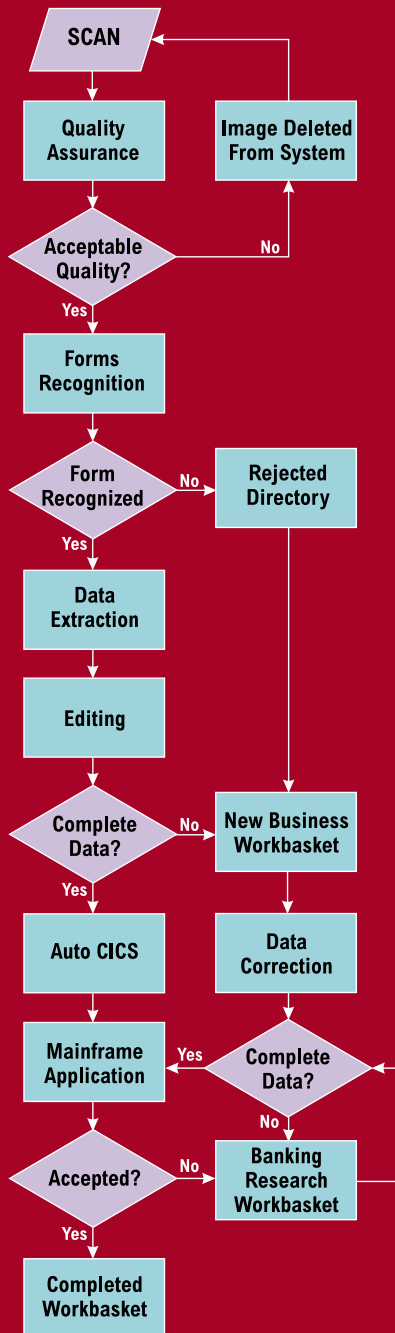 SCAN
Quality
Assurance
Image Deleted
From System
Acceptable
Quality?
No
Yes
Forms
Recognition
Form
Recognized
No
Rejected
Directory
Yes
Data
Extraction
Editing
Complete
Data?
No
New Business
Workbasket
Yes
Auto CICS
Data
Correction
Mainframe
Application
Yes
Complete
Data?
No
Accepted?
No
Banking
Research
Workbasket
Yes
Completed
Workbasket